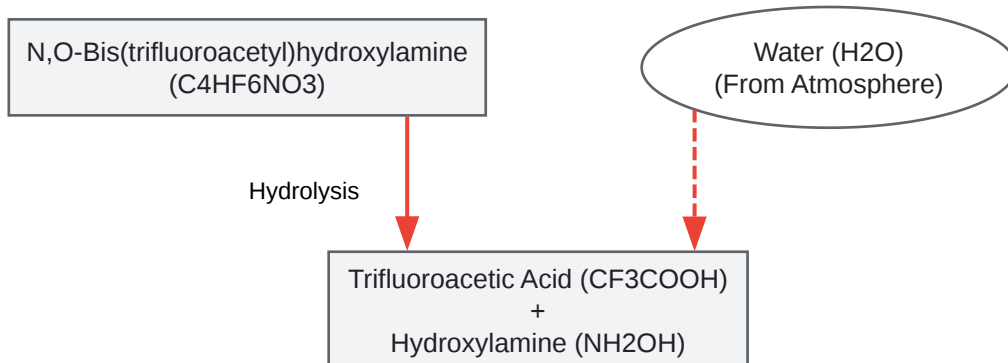 N,O-Bis(trifluoroacetyl)hydroxylamine
(C4HF6NO3)
Water (H2O)
(From Atmosphere)
Hydrolysis
Trifluoroacetic Acid (CF3COOH)
+
Hydroxylamine (NH2OH)